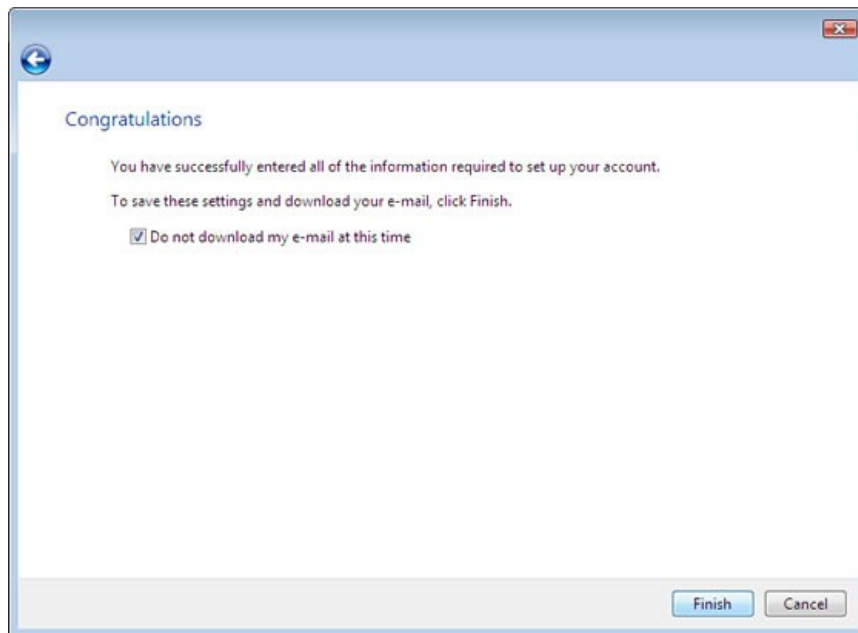 Congratulations
You have successfully entered all of the information required to set up your account.
To save these settings and download your e-mail, click Finish.
Do not download my e-mail at this time
Finish Cancel